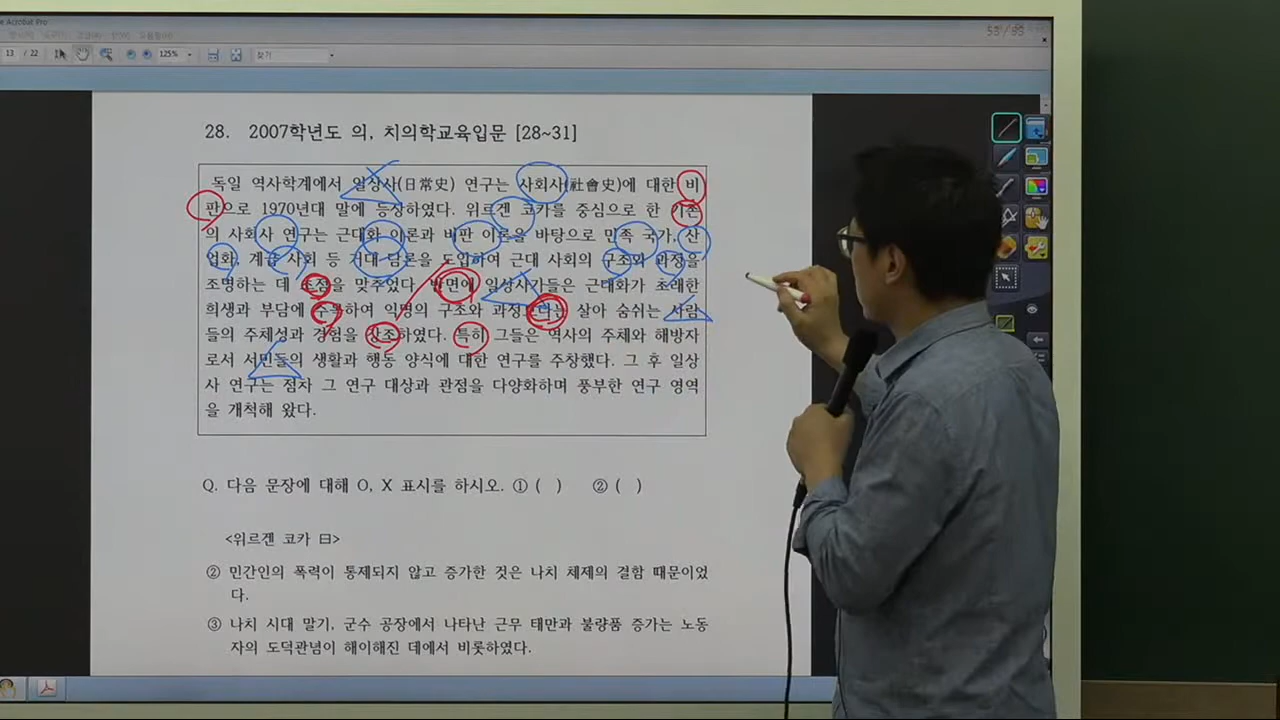 Acrobat Pro
13 / 22
125%
찾기
53 / 93
28. 2007학년도 의, 치의학교육입문 [28~31]
독일 역사학계에서 일상사(日常史) 연구는 사회사(社會史)에 대한 비
판으로 1970년대 말에 등장하였다. 위르겐 코카를 중심으로 한 기존
의 사회사 연구는 근대화 이론과 비판 이론을 바탕으로 민족 국가, 산
업화, 계급 사회 등 거대 담론을 도입하여 근대 사회의 구조와 과정을
조명하는 데 초점을 맞추었다. 반면에 일상사가들은 근대화가 초래한
희생과 부담에 주목하여 익명의 구조와 과정보다는 살아 숨쉬는 사람
들의 주체성과 경험을 강조하였다. 특히 그들은 역사의 주체와 해방자
로서 서민들의 생활과 행동 양식에 대한 연구를 주창했다. 그 후 일상
사 연구는 점차 그 연구 대상과 관점을 다양화하며 풍부한 연구 영역
을 개척해 왔다.
Q. 다음 문장에 대해 O, X 표시를 하시오. ① ( ) ② ( )
<위르겐 코카 曰>
② 민간인의 폭력이 통제되지 않고 증가한 것은 나치 체제의 결함 때문이었
다.
③ 나치 시대 말기, 군수 공장에서 나타난 근무 태만과 불량품 증가는 노동
자의 도덕관념이 해이해진 데에서 비롯하였다.